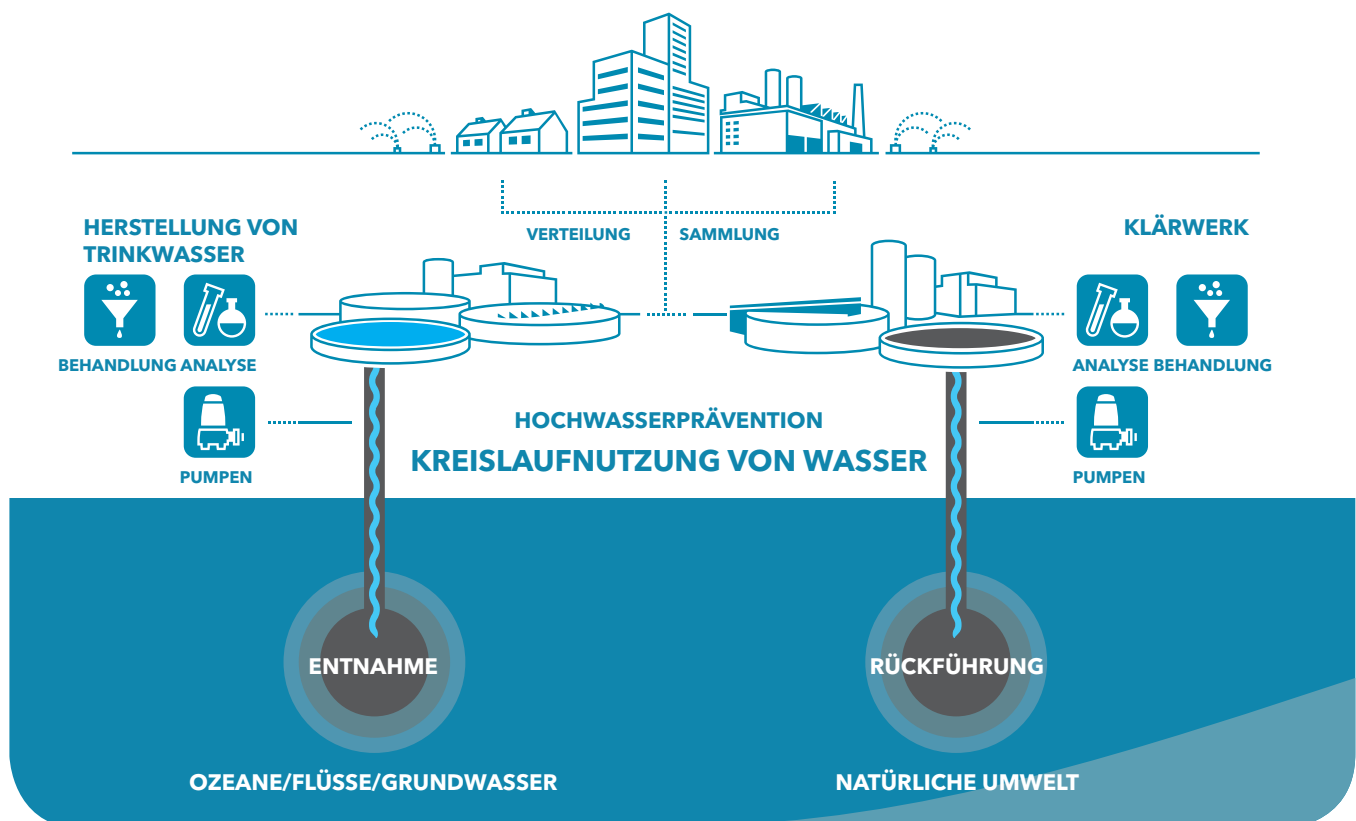 HERSTELLUNG VON
TRINKWASSER
VERTEILUNG
SAMMLUNG
KLÄRWERK
BEHANDLUNG
ANALYSE
ANALYSE
BEHANDLUNG
PUMPEN
HOCHWASSERPRÄVENTION
KREISLAUFNUTZUNG VON WASSER
PUMPEN
ENTNAHME
RÜCKFÜHRUNG
OZEANE/FLÜSSE/GRUNDWASSER
NATÜRLICHE UMWELT